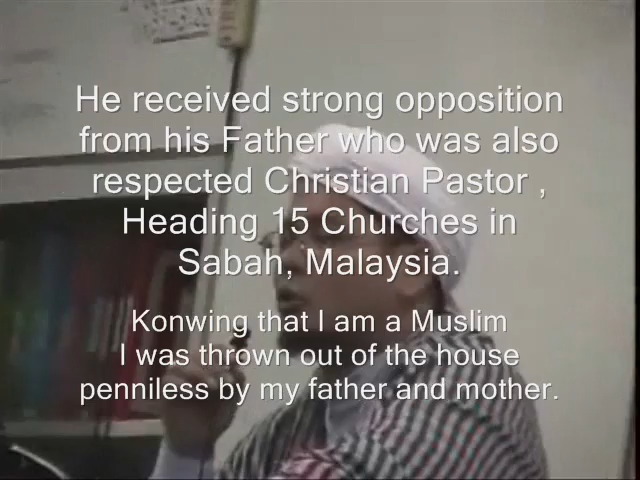 He received strong opposition
from his Father who was also
respected Christian Pastor ,
Heading 15 Churches in
Sabah, Malaysia.
Konwing that I am a Muslim
I was thrown out of the house
penniless by my father and mother.